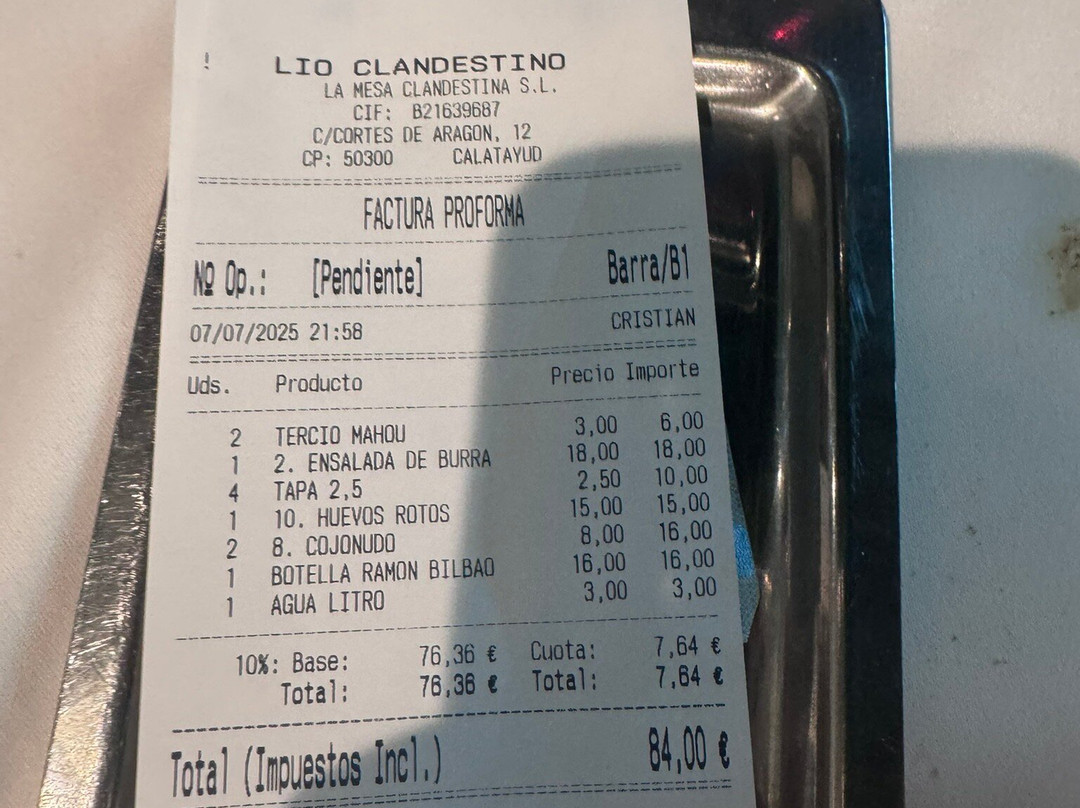 !
LIO CLANDESTINO
LA MESA CLANDESTINA S.L.
CIF: B21639687
C/CORTES DE ARAGON, 12
CP: 50300 CALATAYUD
FACTURA PROFORMA
Nº Op.: [Pendiente] Barra/B1
07/07/2025 21:58 CRISTIAN
Uds. Producto Precio Importe
2 TERCIO MAHOU 3,00 6,00
1 2. ENSALADA DE BURRA 18,00 18,00
4 TAPA 2,5 2,50 10,00
1 10. HUEVOS ROTOS 15,00 15,00
2 8. COJONUDO 8,00 16,00
1 BOTELLA RAMON BILBAO 16,00 16,00
1 AGUA LITRO 3,00 3,00
10%: Base: 76,36 € Cuota: 7,64 €
Total: 76,36 € Total: 7,64 €
Total (Impuestos Incl.) 84,00 €